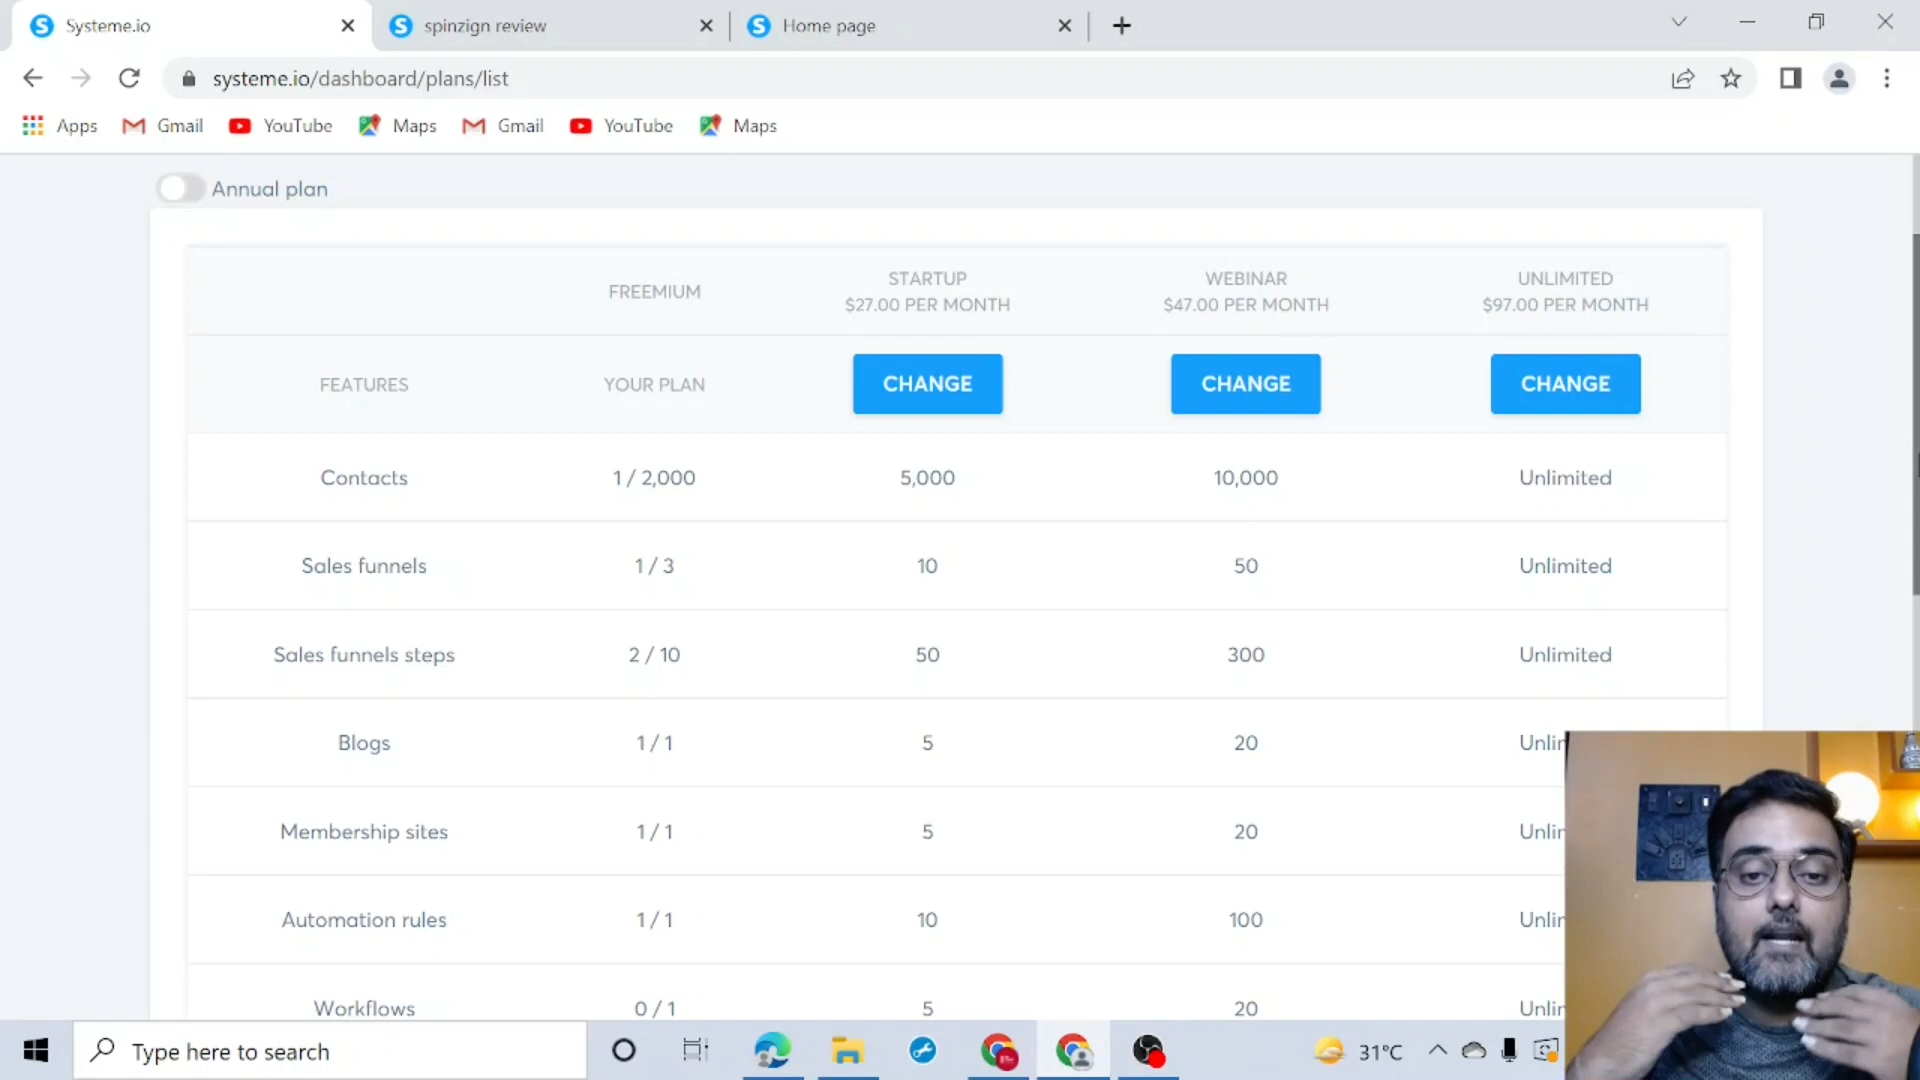 Systeme.io
spinzign review
Home page
systeme.io/dashboard/plans/list
Apps
Gmail
YouTube
Maps
Gmail
YouTube
Maps
Annual plan
FREEMIUM
STARTUP
$27.00 PER MONTH
WEBINAR
$47.00 PER MONTH
UNLIMITED
$97.00 PER MONTH
FEATURES
YOUR PLAN
CHANGE
CHANGE
CHANGE
Contacts 1 / 2,000 5,000 10,000 Unlimited
Sales funnels 1 / 3 10 50 Unlimited
Sales funnels steps 2 / 10 50 300 Unlimited
Blogs 1 / 1 5 20 Unlim
Membership sites 1 / 1 5 20 Unlim
Automation rules 1 / 1 10 100 Unlim
Workflows 0 / 1 5 20 Unlim
Type here to search
31°C